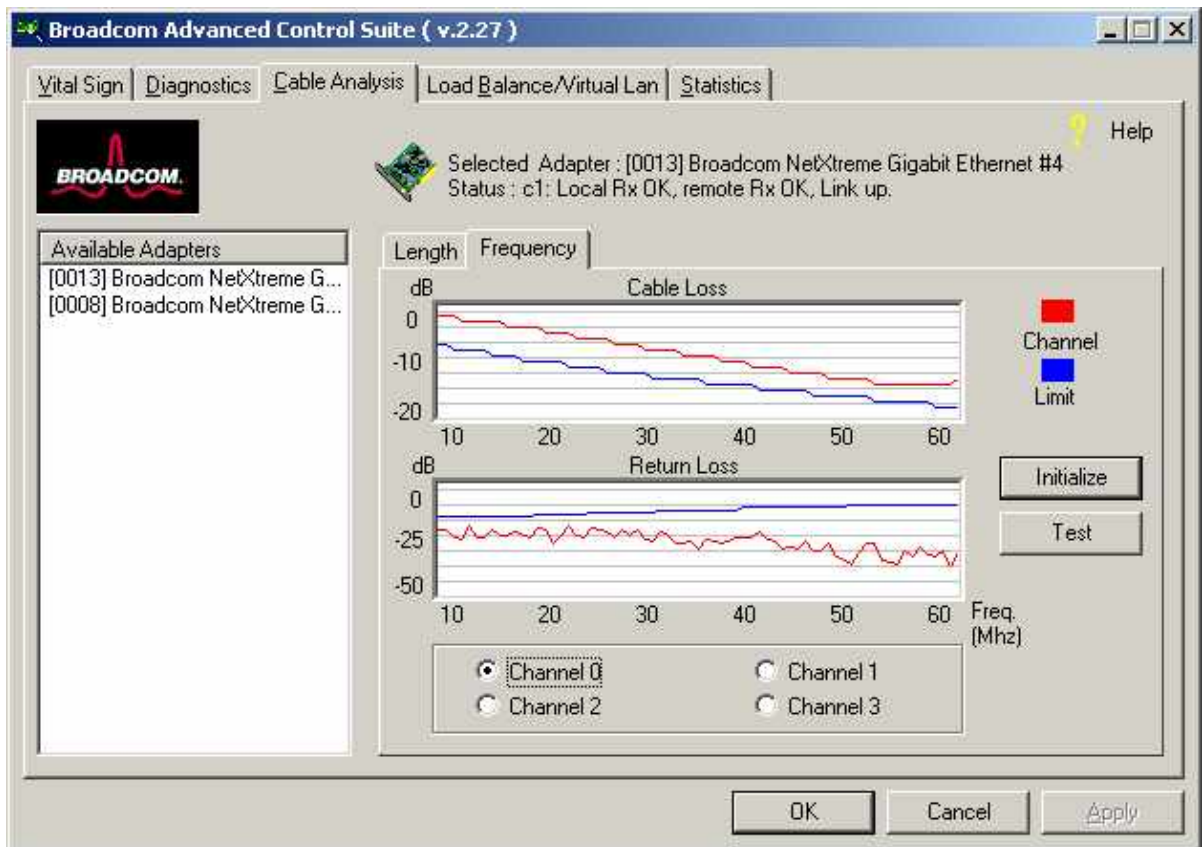 Broadcom Advanced Control Suite ( v.2.27 )
Vital Sign Diagnostics Cable Analysis Load Balance/Virtual Lan Statistics
BROADCOM.
? Help
Selected Adapter : [0013] Broadcom NetXtreme Gigabit Ethernet #4
Status : c1: Local Rx OK, remote Rx OK, Link up.
Available Adapters
[0013] Broadcom NetXtreme G...
[0008] Broadcom NetXtreme G...
Length Frequency
dB Cable Loss
0
-10
-20
10 20 30 40 50 60
Channel
Limit
dB Return Loss
0
-25
-50
10 20 30 40 50 60 Freq.
(Mhz)
Initialize
Test
Channel 0 Channel 1
Channel 2 Channel 3
OK Cancel Apply